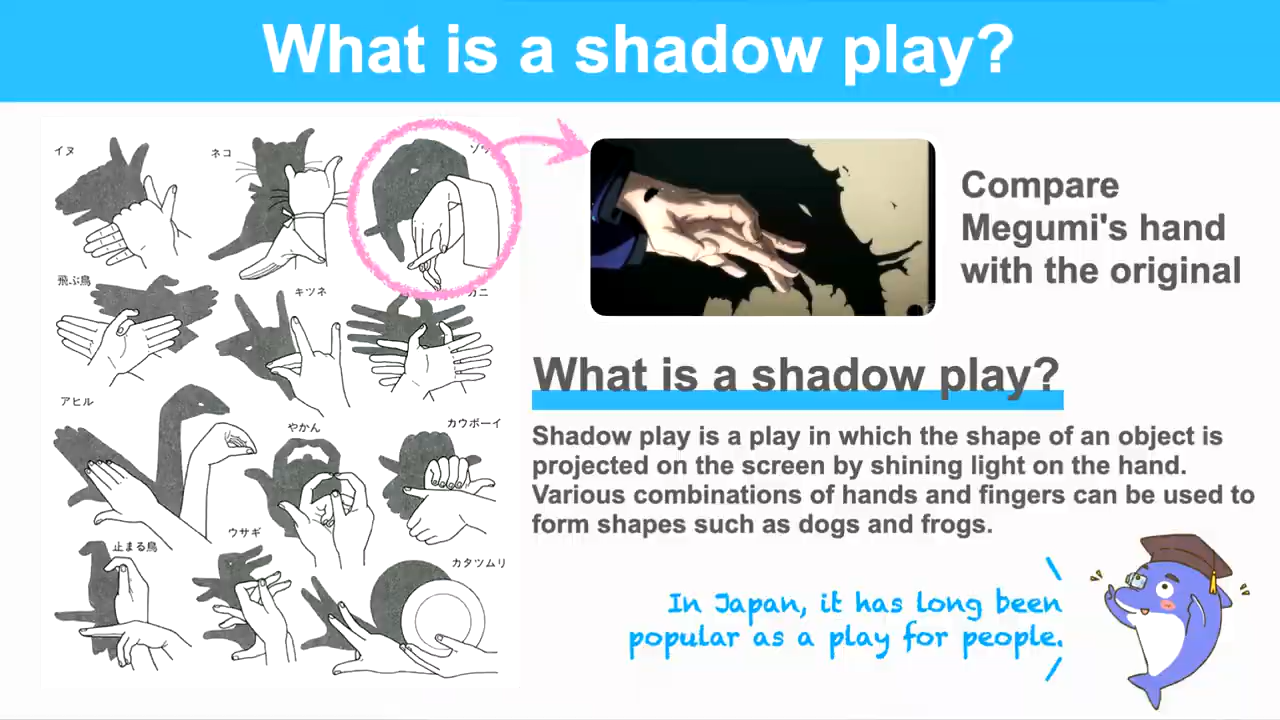 What is a shadow play?
イヌ
ネコ
飛ぶ鳥
キツネ
カニ
アヒル
やかん
カウボーイ
止まる鳥
ウサギ
カタツムリ
Compare
Megumi's hand
with the original
What is a shadow play?
Shadow play is a play in which the shape of an object is
projected on the screen by shining light on the hand.
Various combinations of hands and fingers can be used to
form shapes such as dogs and frogs.
In Japan, it has long been
popular as a play for people.